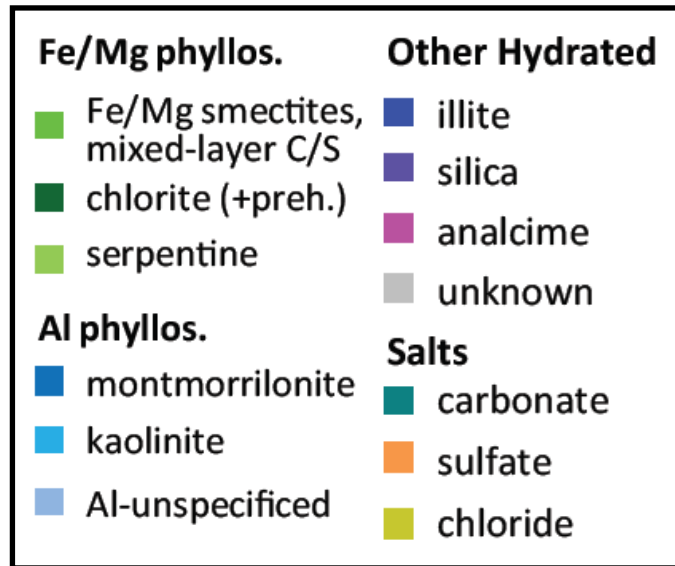 Fe/Mg phyllos.
Fe/Mg smectites,
mixed-layer C/S
chlorite (+preh.)
serpentine
Al phyllos.
montmorrilonite
kaolinite
Al-unspecificed
Other Hydrated
illite
silica
analcime
unknown
Salts
carbonate
sulfate
chloride